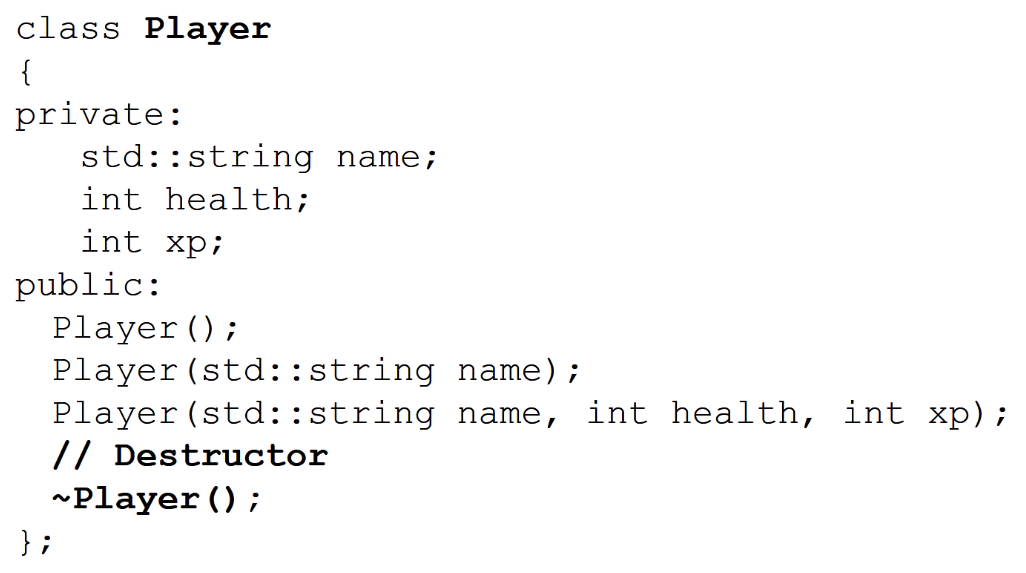 class Player
{
private:
   std::string name;
   int health;
   int xp;
public:
  Player();
  Player(std::string name);
  Player(std::string name, int health, int xp);
  // Destructor
  ~Player();
};